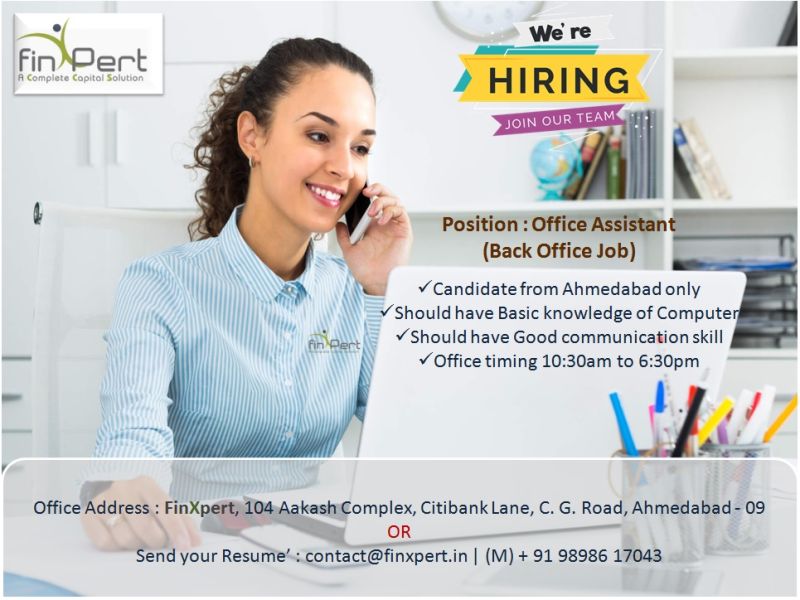 finXpert
A Complete Capital Solution
We're
HIRING
JOIN OUR TEAM
Position : Office Assistant
(Back Office Job)
✓Candidate from Ahmedabad only
✓Should have Basic knowledge of Computer
✓Should have Good communication skill
✓Office timing 10:30am to 6:30pm
finXpert
Office Address : FinXpert, 104 Aakash Complex, Citibank Lane, C. G. Road, Ahmedabad - 09
OR
Send your Resume’ : contact@finxpert.in | (M) + 91 98986 17043